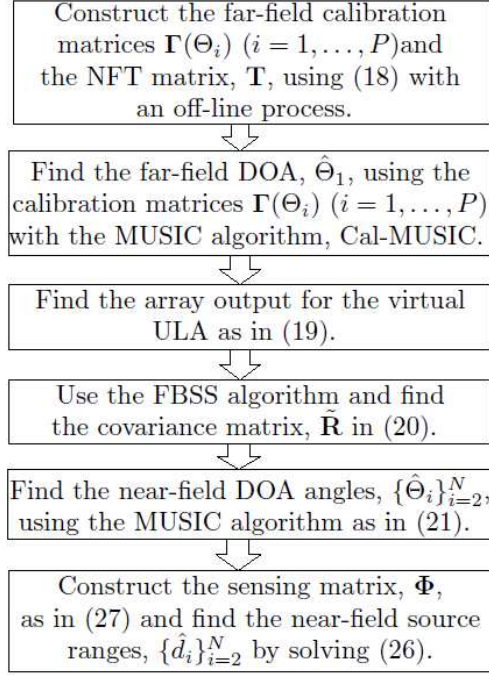 Construct the far-field calibration
matrices Γ(Θ_i) (i = 1, . . . , P)and
the NFT matrix, T, using (18) with
an off-line process.
Find the far-field DOA, Θ̂_1, using the
calibration matrices Γ(Θ_i) (i = 1, . . . , P)
with the MUSIC algorithm, Cal-MUSIC.
Find the array output for the virtual
ULA as in (19).
Use the FBSS algorithm and find
the covariance matrix, R̃ in (20).
Find the near-field DOA angles, {Θ̂_i}_{i=2}^N,
using the MUSIC algorithm as in (21).
Construct the sensing matrix, Φ,
as in (27) and find the near-field source
ranges, {d̂_i}_{i=2}^N by solving (26).